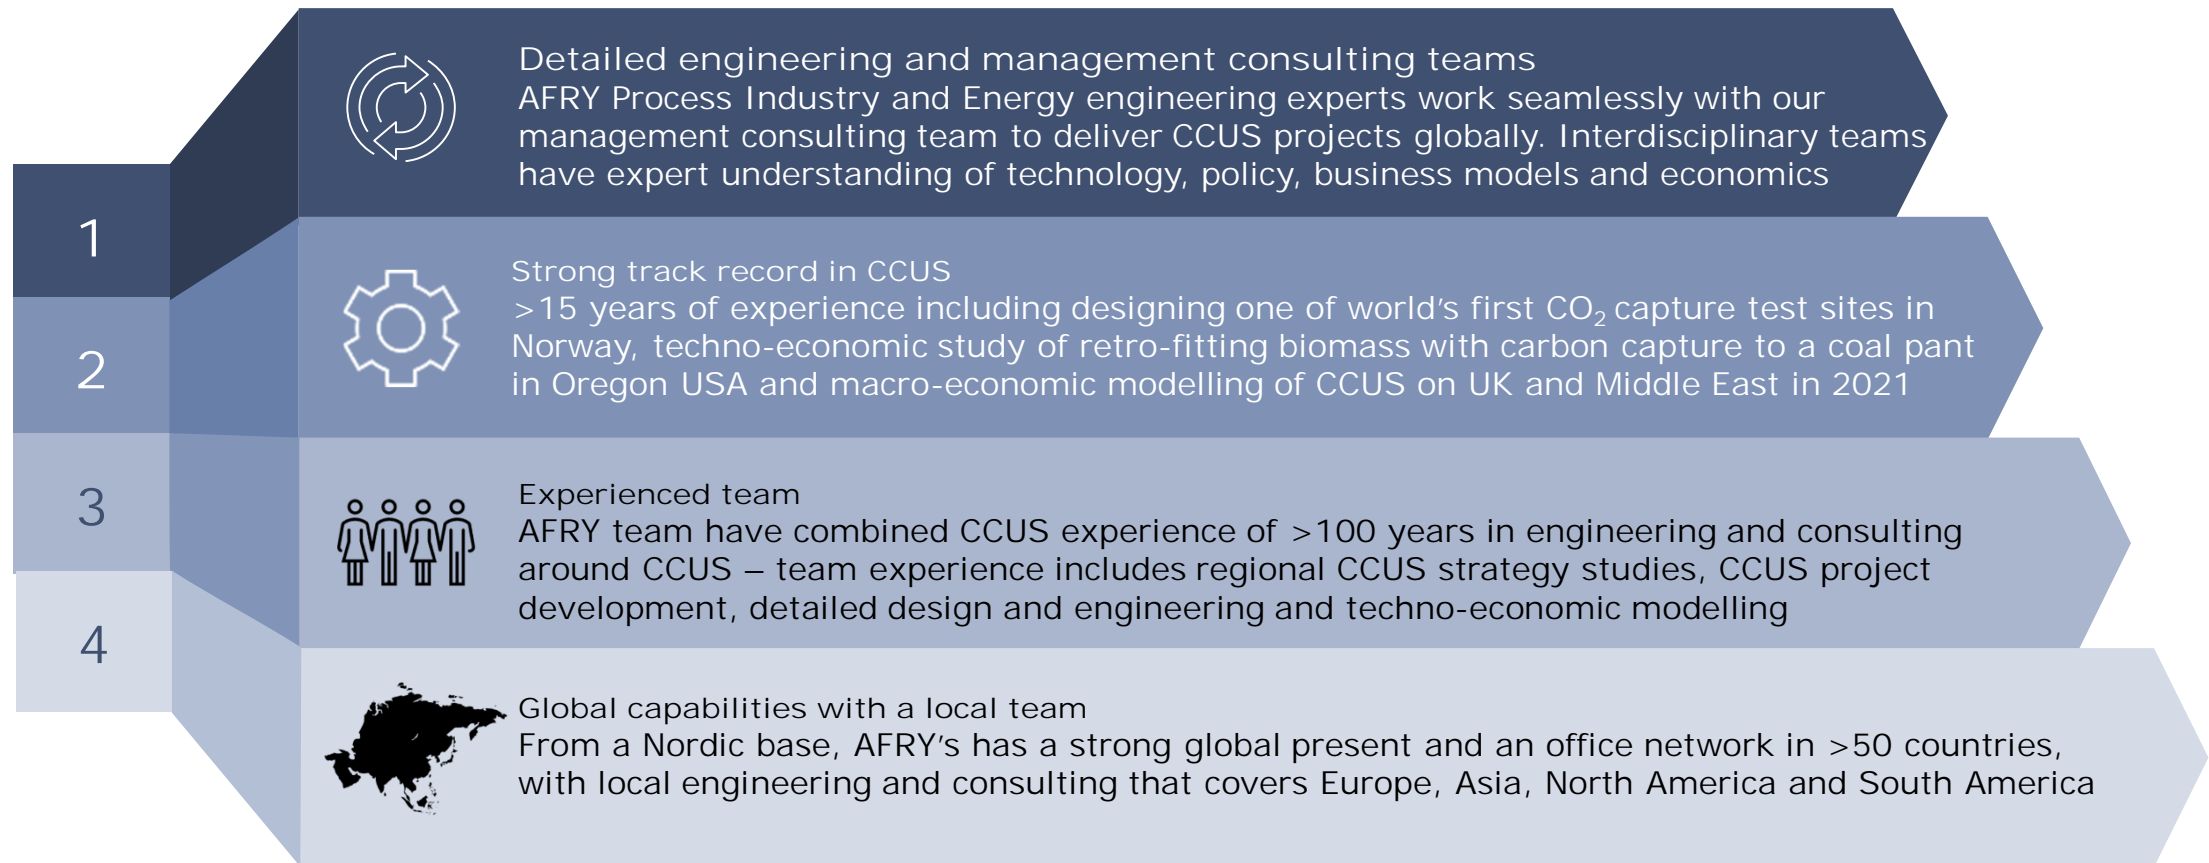 1
Detailed engineering and management consulting teams
AFRY Process Industry and Energy engineering experts work seamlessly with our
management consulting team to deliver CCUS projects globally. Interdisciplinary teams
have expert understanding of technology, policy, business models and economics
2
Strong track record in CCUS
>15 years of experience including designing one of world's first CO₂ capture test sites in
Norway, techno-economic study of retro-fitting biomass with carbon capture to a coal pant
in Oregon USA and macro-economic modelling of CCUS on UK and Middle East in 2021
3
Experienced team
AFRY team have combined CCUS experience of >100 years in engineering and consulting
around CCUS – team experience includes regional CCUS strategy studies, CCUS project
development, detailed design and engineering and techno-economic modelling
4
Global capabilities with a local team
From a Nordic base, AFRY's has a strong global present and an office network in >50 countries,
with local engineering and consulting that covers Europe, Asia, North America and South America